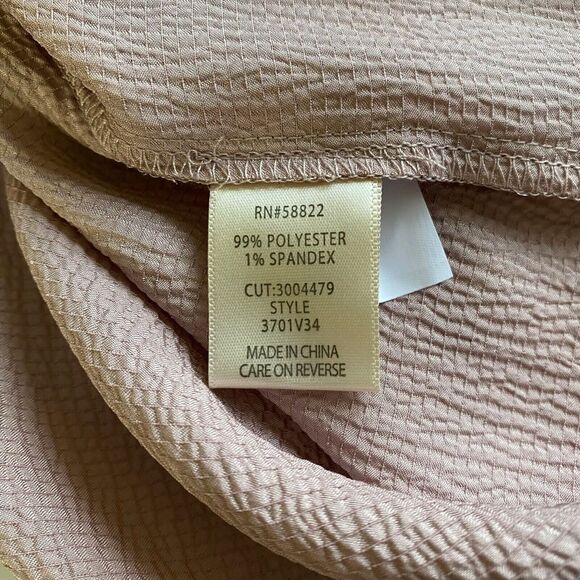 RN#58822
99% POLYESTER
1% SPANDEX
CUT:3004479
STYLE
3701V34
MADE IN CHINA
CARE ON REVERSE